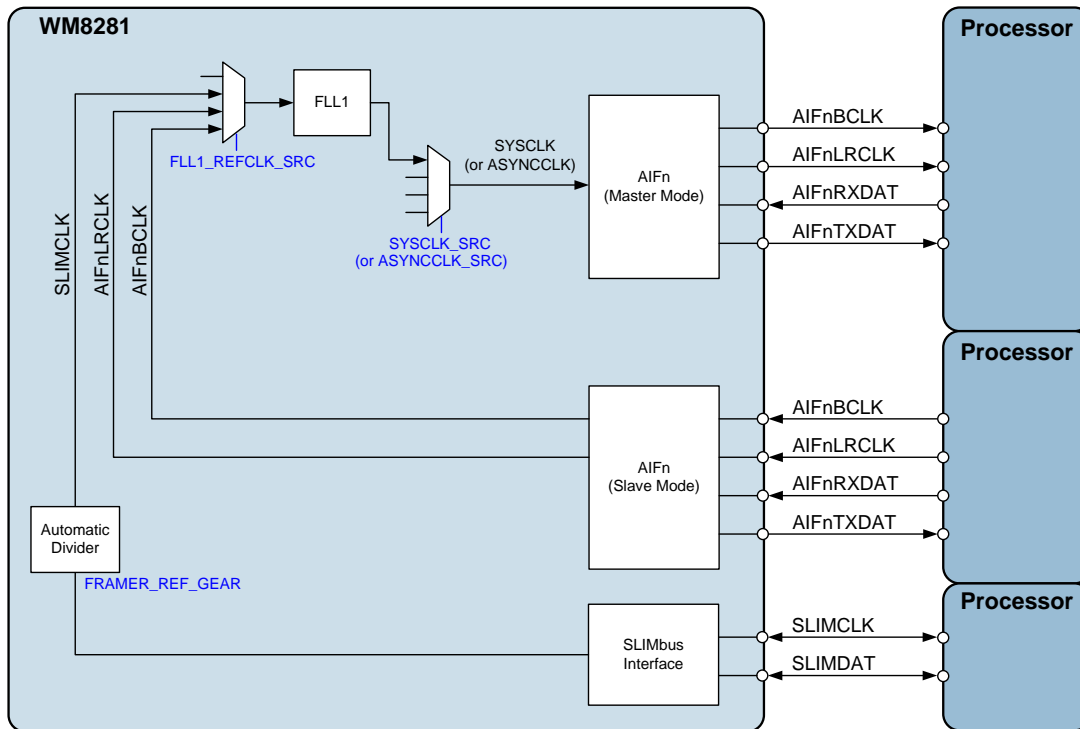 WM8281
Processor
FLL1
FLL1_REFCLK_SRC
SYSCLK
(or ASYNCCLK)
SYSCLK_SRC
(or ASYNCCLK_SRC)
AIFn
(Master Mode)
AIFnBCLK
AIFnLRCLK
AIFnRXDAT
AIFnTXDAT
SLIMCLK
AIFnLRCLK
AIFnBCLK
Processor
AIFn
(Slave Mode)
AIFnBCLK
AIFnLRCLK
AIFnRXDAT
AIFnTXDAT
Automatic
Divider
FRAMER_REF_GEAR
Processor
SLIMbus
Interface
SLIMCLK
SLIMDAT